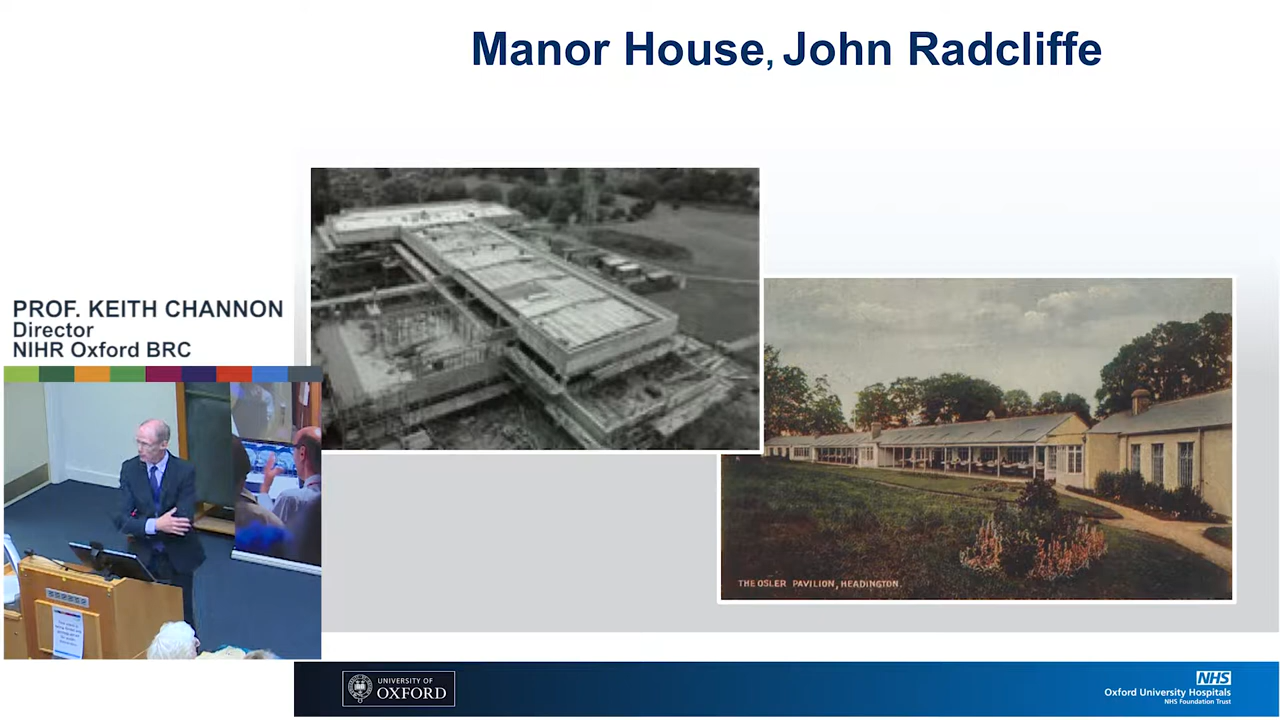 Manor House, John Radcliffe
PROF. KEITH CHANNON
Director
NIHR Oxford BRC
THE OSLER PAVILION, HEADINGTON.
UNIVERSITY OF
OXFORD
NHS
Oxford University Hospitals
NHS Foundation Trust